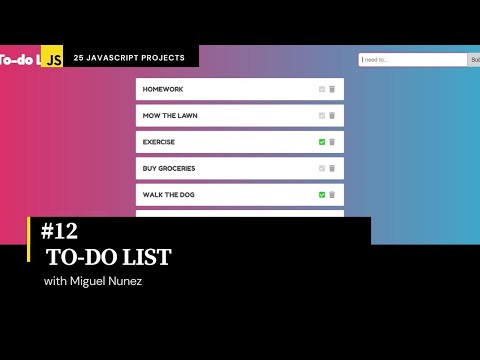 To-do L
JS
25 JAVASCRIPT PROJECTS
I need to...
Su
HOMEWORK
MOW THE LAWN
EXERCISE
BUY GROCERIES
WALK THE DOG
#12
TO-DO LIST
with Miguel Nunez